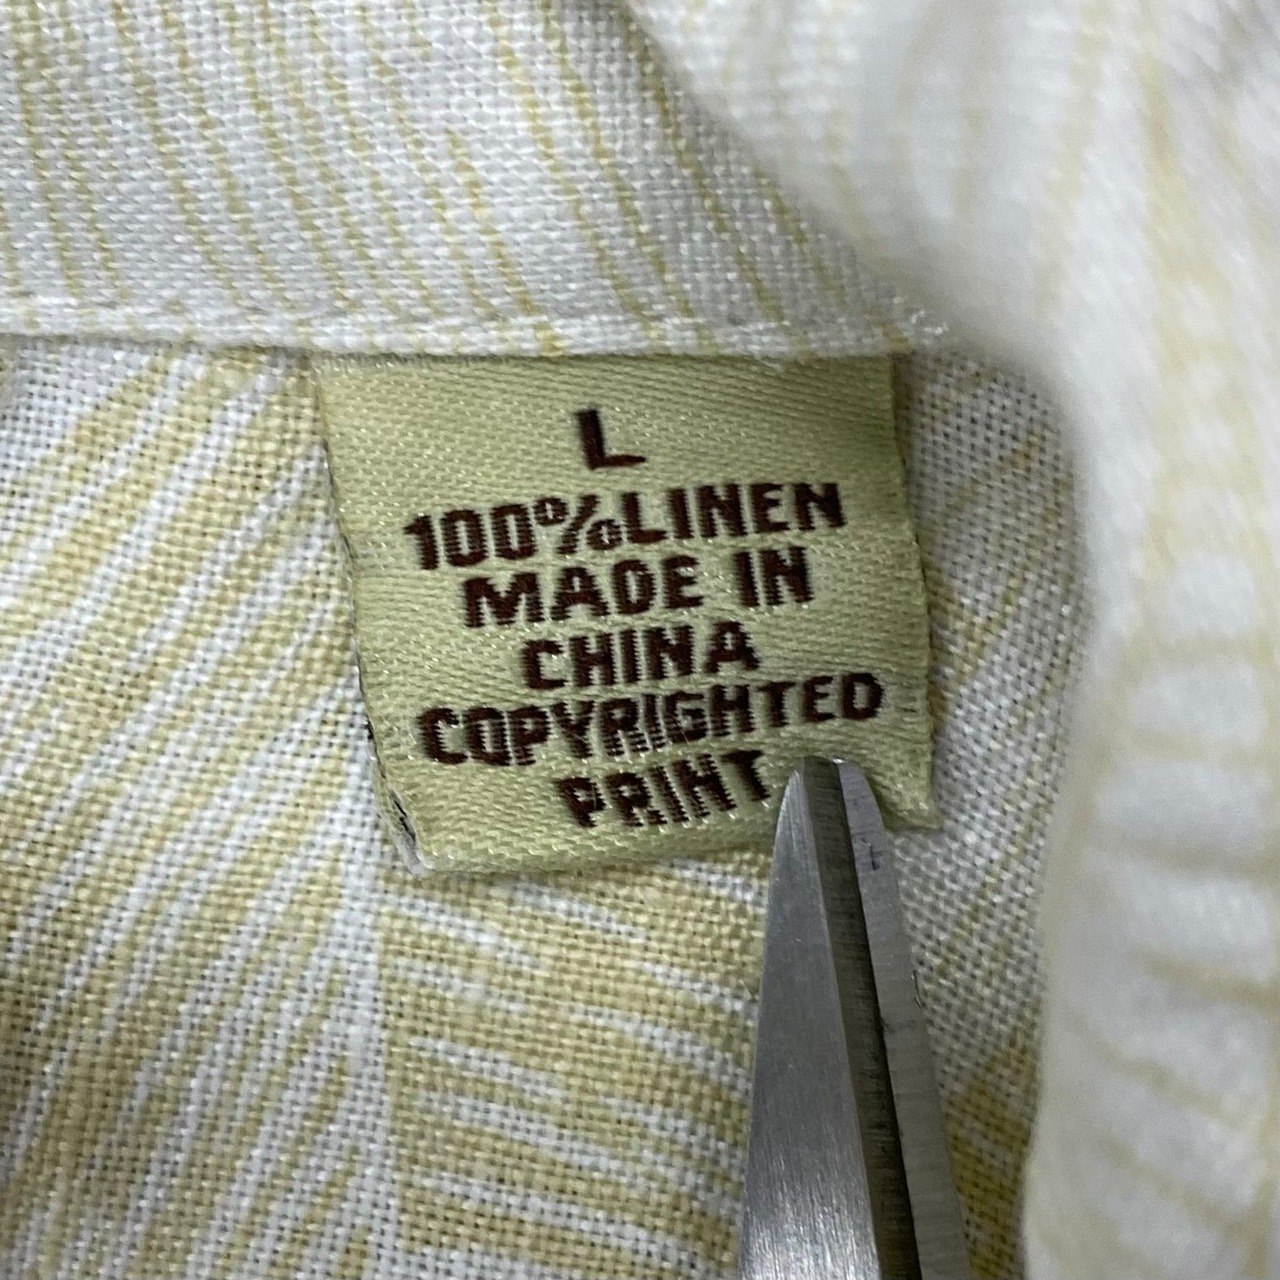 L
100%LINEN
MADE IN
CHINA
COPYRIGHTED
PRINT